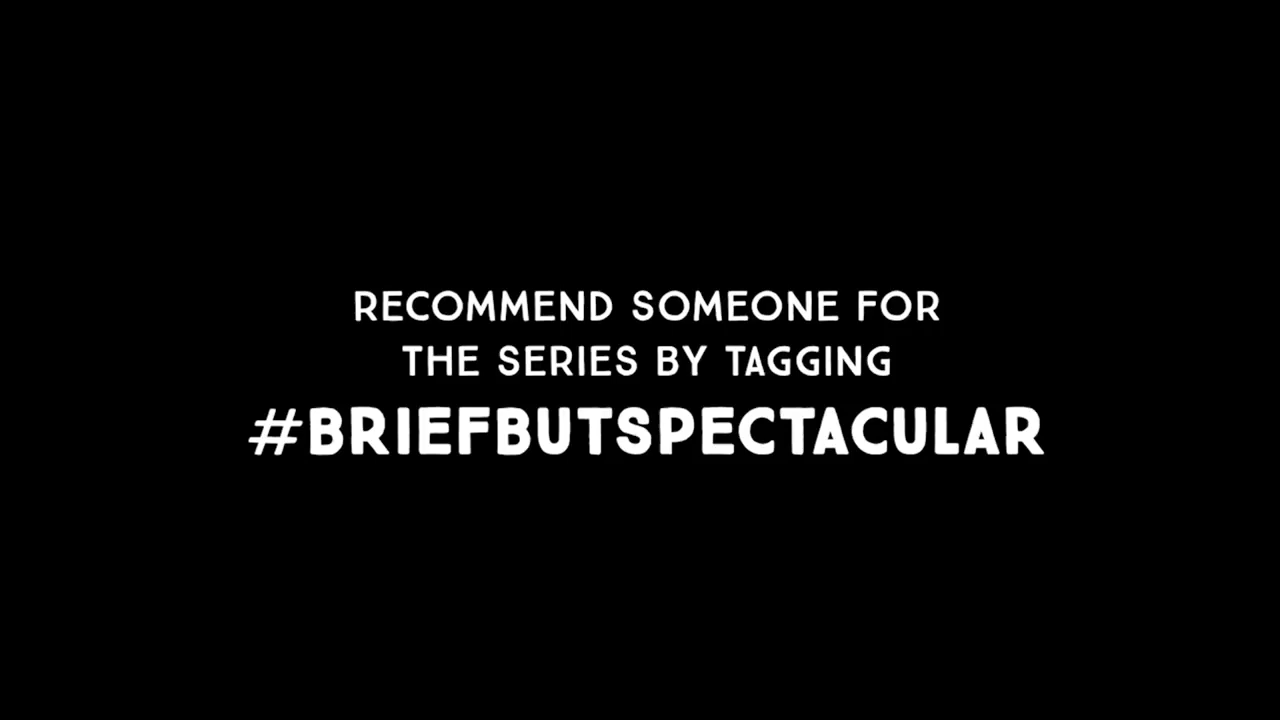 RECOMMEND SOMEONE FOR
THE SERIES BY TAGGING
#BRIEFBUTSPECTACULAR